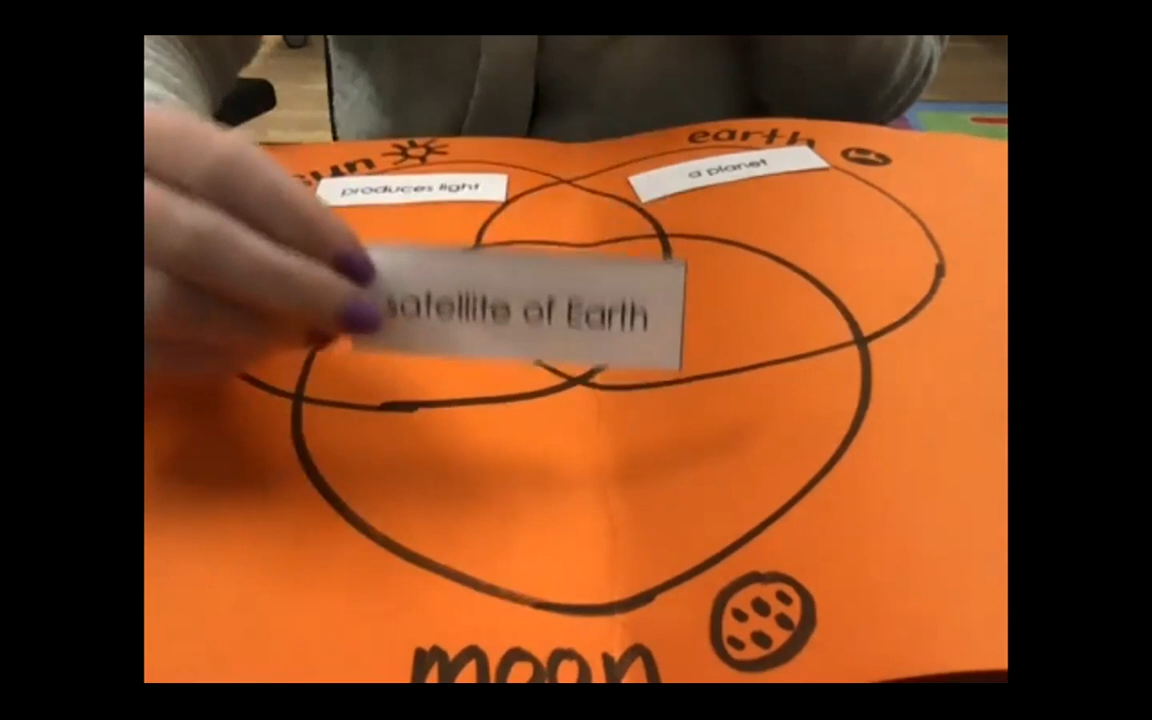 sun
earth
produces light
a planet
satellite of Earth
moon